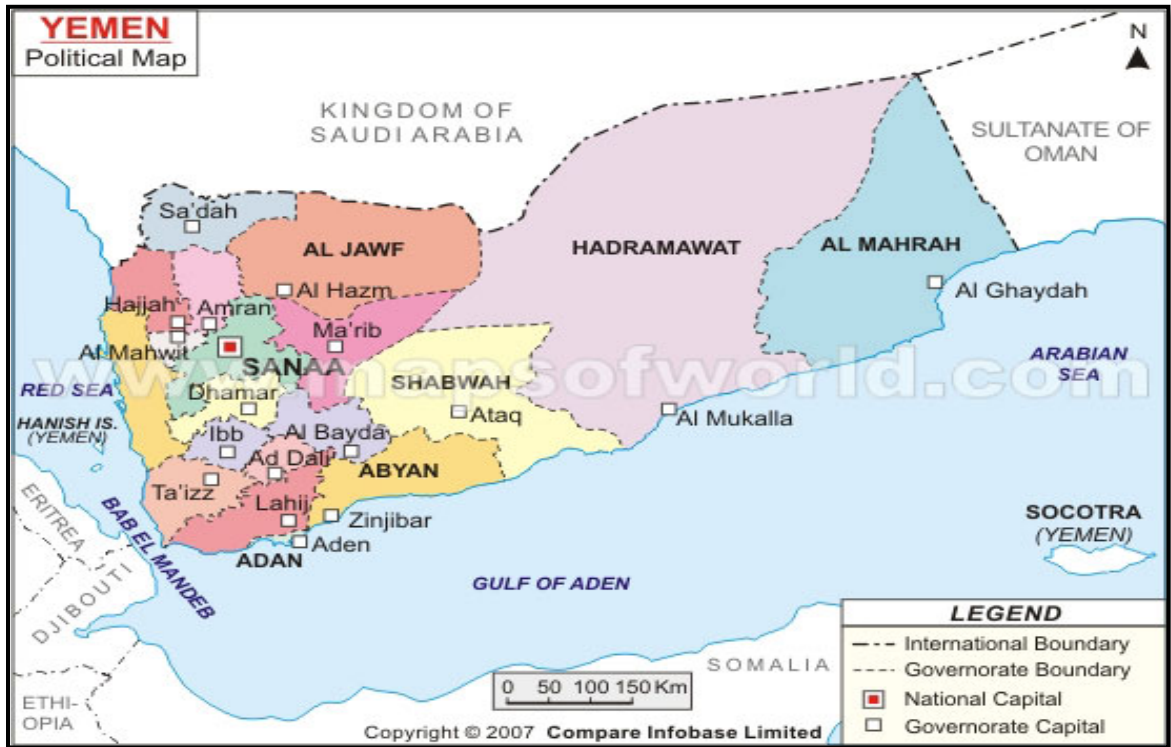 YEMEN
Political Map
N
KINGDOM OF
SAUDI ARABIA
SULTANATE OF
OMAN
Sa'dah
AL JAWF
HADRAMAWAT
AL MAHRAH
Al Hazm
Al Ghaydah
Hajjah
Amran
Ma'rib
Al Mahwit
SANAA
www.mapsofworld.com
ARABIAN
SEA
RED SEA
SHABWAH
Dhamar
Ataq
Al Mukalla
HANISH IS.
(YEMEN)
Ibb
Al Bayda
Ad Dali
ABYAN
Ta'izz
Lahij
Zinjibar
Aden
ADAN
ERITREA
BAB EL MANDEB
DJIBOUTI
SOCOTRA
(YEMEN)
GULF OF ADEN
SOMALIA
ETHI-
OPIA
0 50 100 150 Km
LEGEND
International Boundary
Governorate Boundary
National Capital
Governorate Capital
Copyright © 2007 Compare Infobase Limited